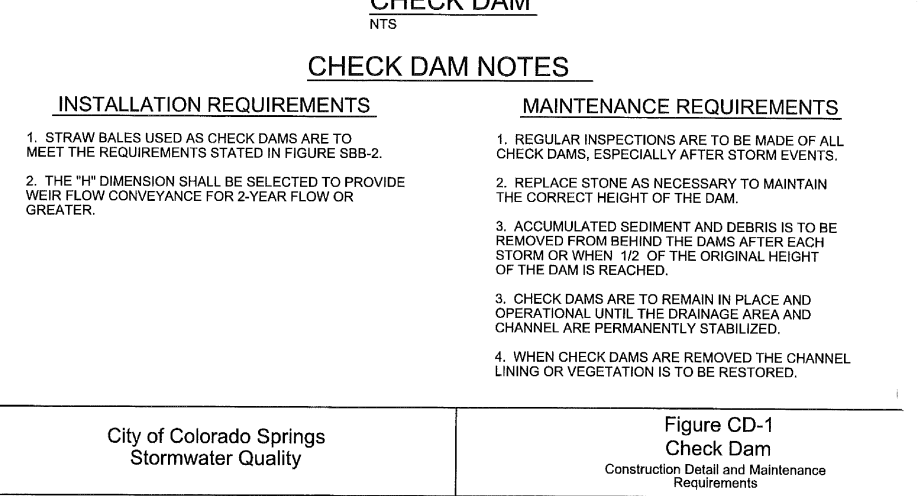 CHECK DAM
NTS
CHECK DAM NOTES
INSTALLATION REQUIREMENTS
1. STRAW BALES USED AS CHECK DAMS ARE TO
MEET THE REQUIREMENTS STATED IN FIGURE SBB-2.
2. THE "H" DIMENSION SHALL BE SELECTED TO PROVIDE
WEIR FLOW CONVEYANCE FOR 2-YEAR FLOW OR
GREATER.
MAINTENANCE REQUIREMENTS
1. REGULAR INSPECTIONS ARE TO BE MADE OF ALL
CHECK DAMS, ESPECIALLY AFTER STORM EVENTS.
2. REPLACE STONE AS NECESSARY TO MAINTAIN
THE CORRECT HEIGHT OF THE DAM.
3. ACCUMULATED SEDIMENT AND DEBRIS IS TO BE
REMOVED FROM BEHIND THE DAMS AFTER EACH
STORM OR WHEN 1/2 OF THE ORIGINAL HEIGHT
OF THE DAM IS REACHED.
3. CHECK DAMS ARE TO REMAIN IN PLACE AND
OPERATIONAL UNTIL THE DRAINAGE AREA AND
CHANNEL ARE PERMANENTLY STABILIZED.
4. WHEN CHECK DAMS ARE REMOVED THE CHANNEL
LINING OR VEGETATION IS TO BE RESTORED.
City of Colorado Springs
Stormwater Quality
Figure CD-1
Check Dam
Construction Detail and Maintenance
Requirements